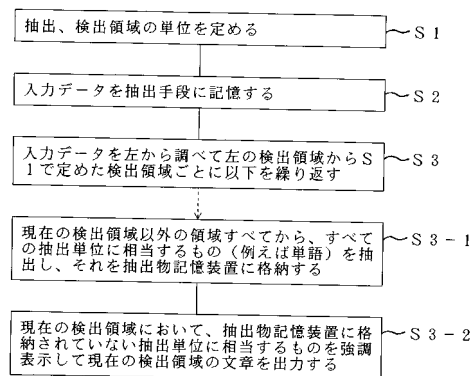 抽出、検出領域の単位を定める
S1
入力データを抽出手段に記憶する
S2
入力データを左から調べて左の検出領域からS
1で定めた検出領域ごとに以下を繰り返す
S3
現在の検出領域以外の領域すべてから、すべて
の抽出単位に相当するもの(例えば単語)を抽
出し、それを抽出物記憶装置に格納する
S3-1
現在の検出領域において、抽出物記憶装置に格
納されていない抽出単位に相当するものを強調
表示して現在の検出領域の文章を出力する
S3-2